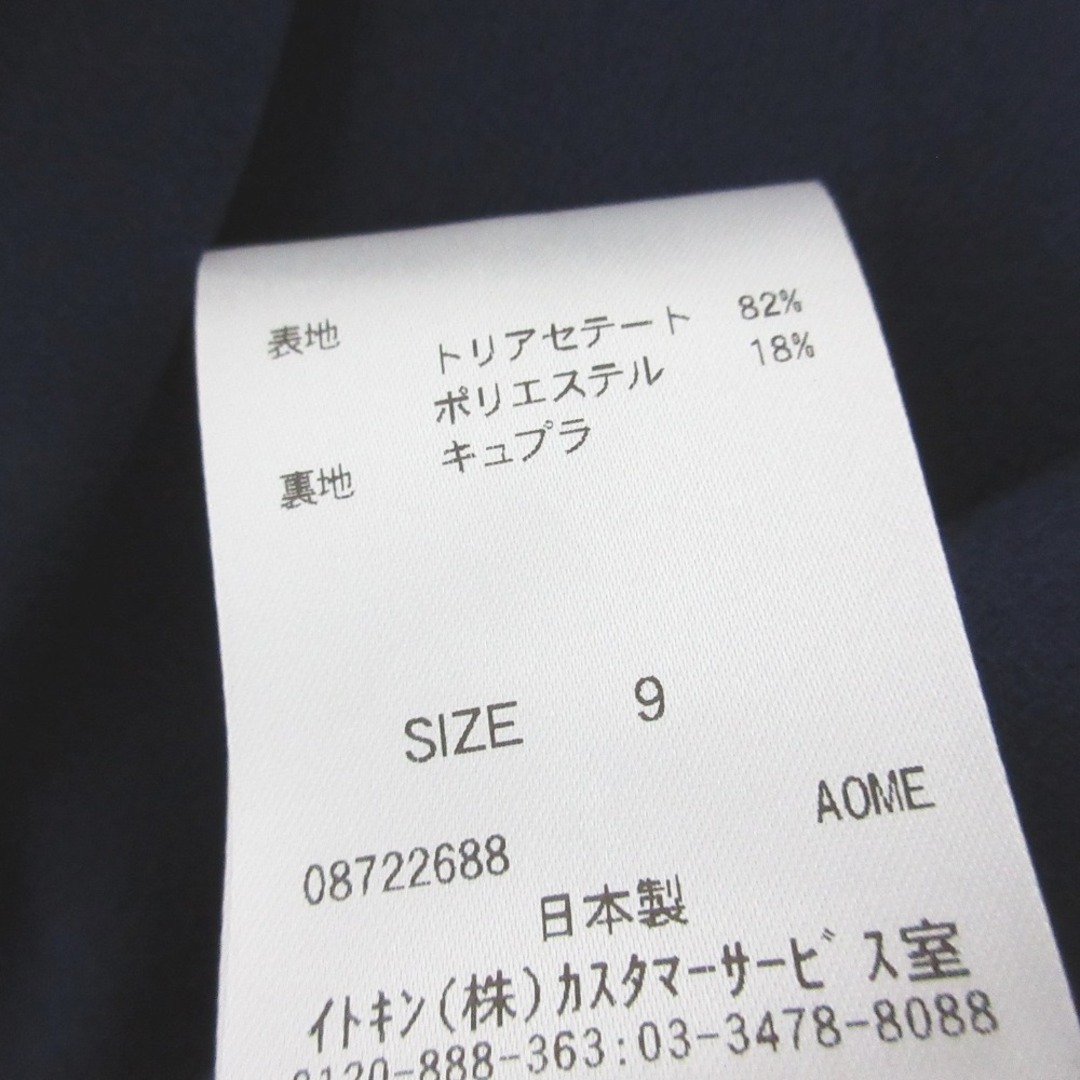 表地 トリアセテート 82%
ポリエステル 18%
裏地 キュプラ
SIZE 9
AOME
08722688
日本製
イトキン(株)カスタマーサービス室
0120-888-363:03-3478-8088